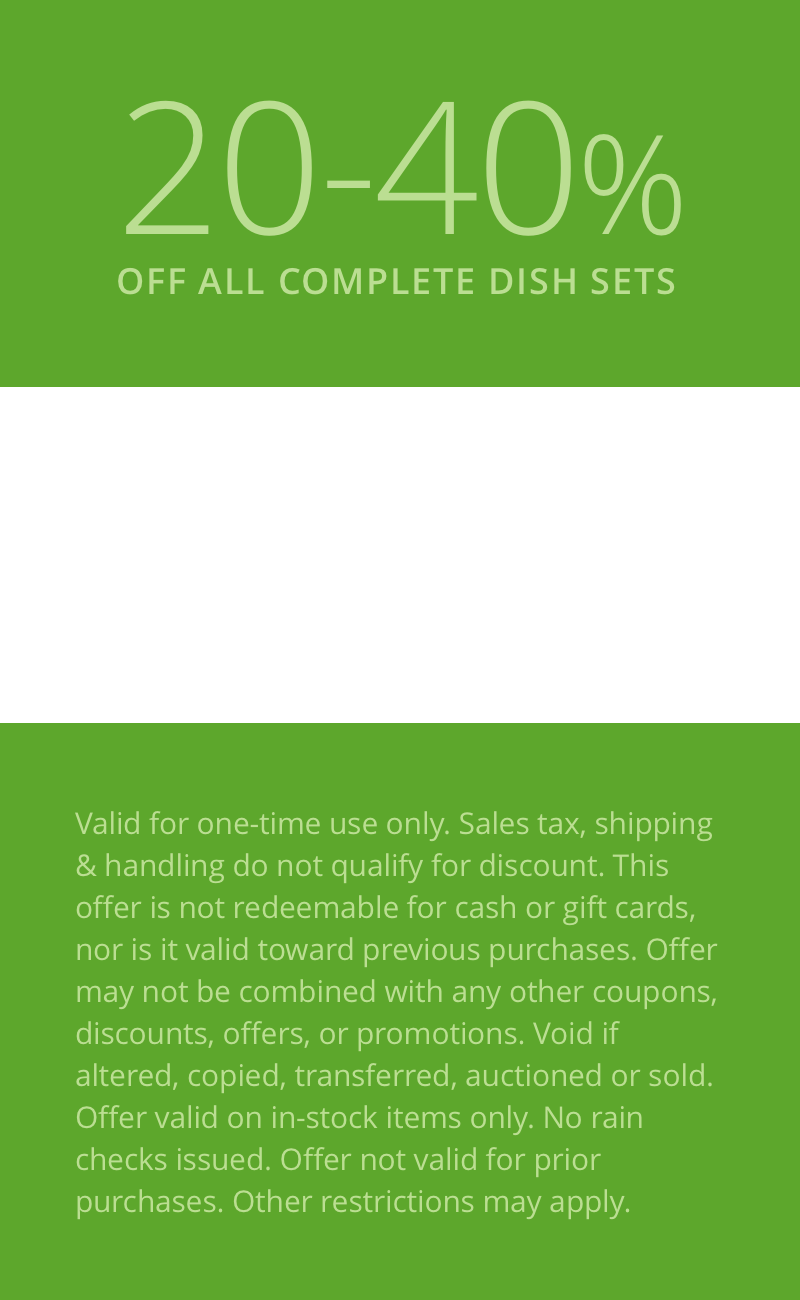 20-40%
OFF ALL COMPLETE DISH SETS
Valid for one-time use only. Sales tax, shipping
& handling do not qualify for discount. This
offer is not redeemable for cash or gift cards,
nor is it valid toward previous purchases. Offer
may not be combined with any other coupons,
discounts, offers, or promotions. Void if
altered, copied, transferred, auctioned or sold.
Offer valid on in-stock items only. No rain
checks issued. Offer not valid for prior
purchases. Other restrictions may apply.